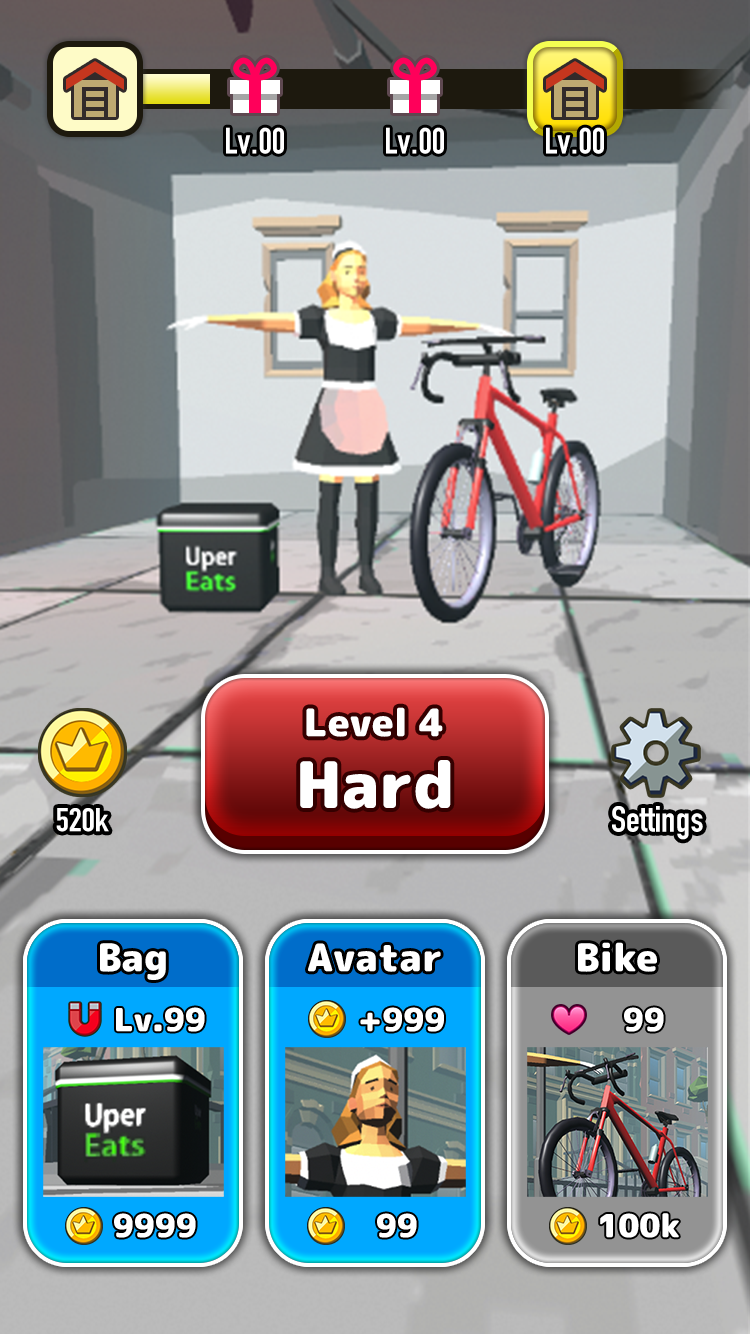 Lv.00
Lv.00
Lv.00
Uper
Eats
Level 4
Hard
520k
Settings
Bag
Lv.99
Uper
Eats
9999
Avatar
+999
99
Bike
99
100k